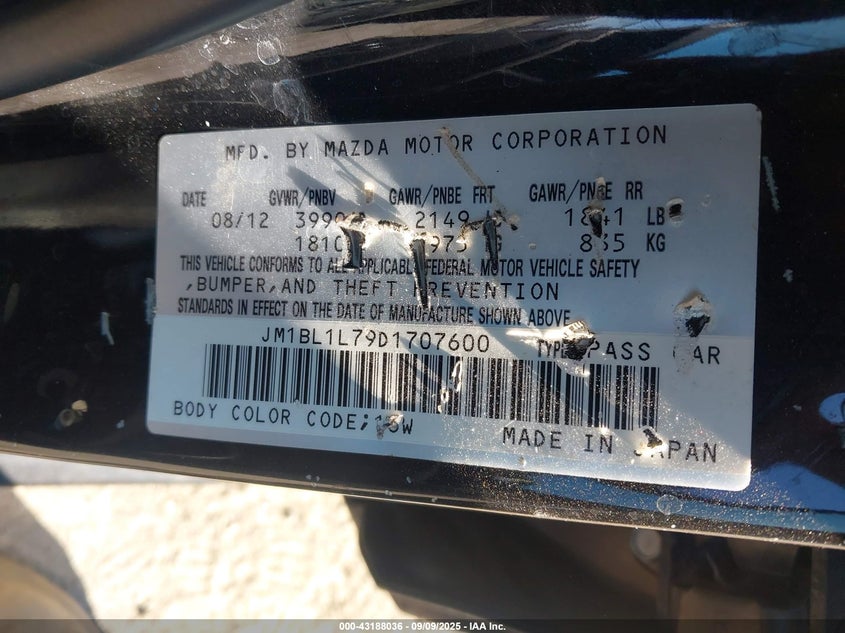 MFD. BY MAZDA MOTOR CORPORATION
DATE GVWR/PNBV GAWR/PNBE FRT GAWR/PNBE RR
08/12 2149 LB
KG
THIS VEHICLE CONFORMS TO ALL APPLICABLE FEDERAL MOTOR VEHICLE SAFETY
,BUMPER,AND THEFT PREVENTION
STANDARDS IN EFFECT ON THE DATE OF MANUFACTURE SHOWN ABOVE.
JM1BL1L79D1707600 TYPE PASS CAR
BODY COLOR CODE;
MADE IN JAPAN
000-43188036 - 09/09/2025 - IAA Inc.